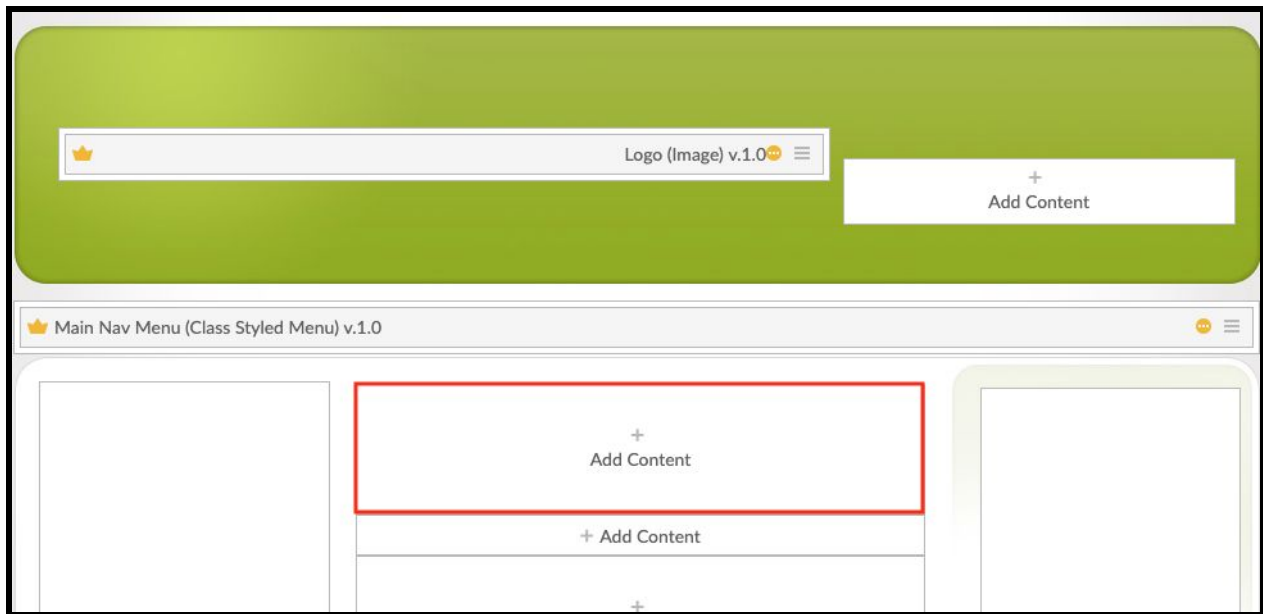 Logo (Image) v.1.0
+
Add Content
Main Nav Menu (Class Styled Menu) v.1.0
+
Add Content
+ Add Content
+